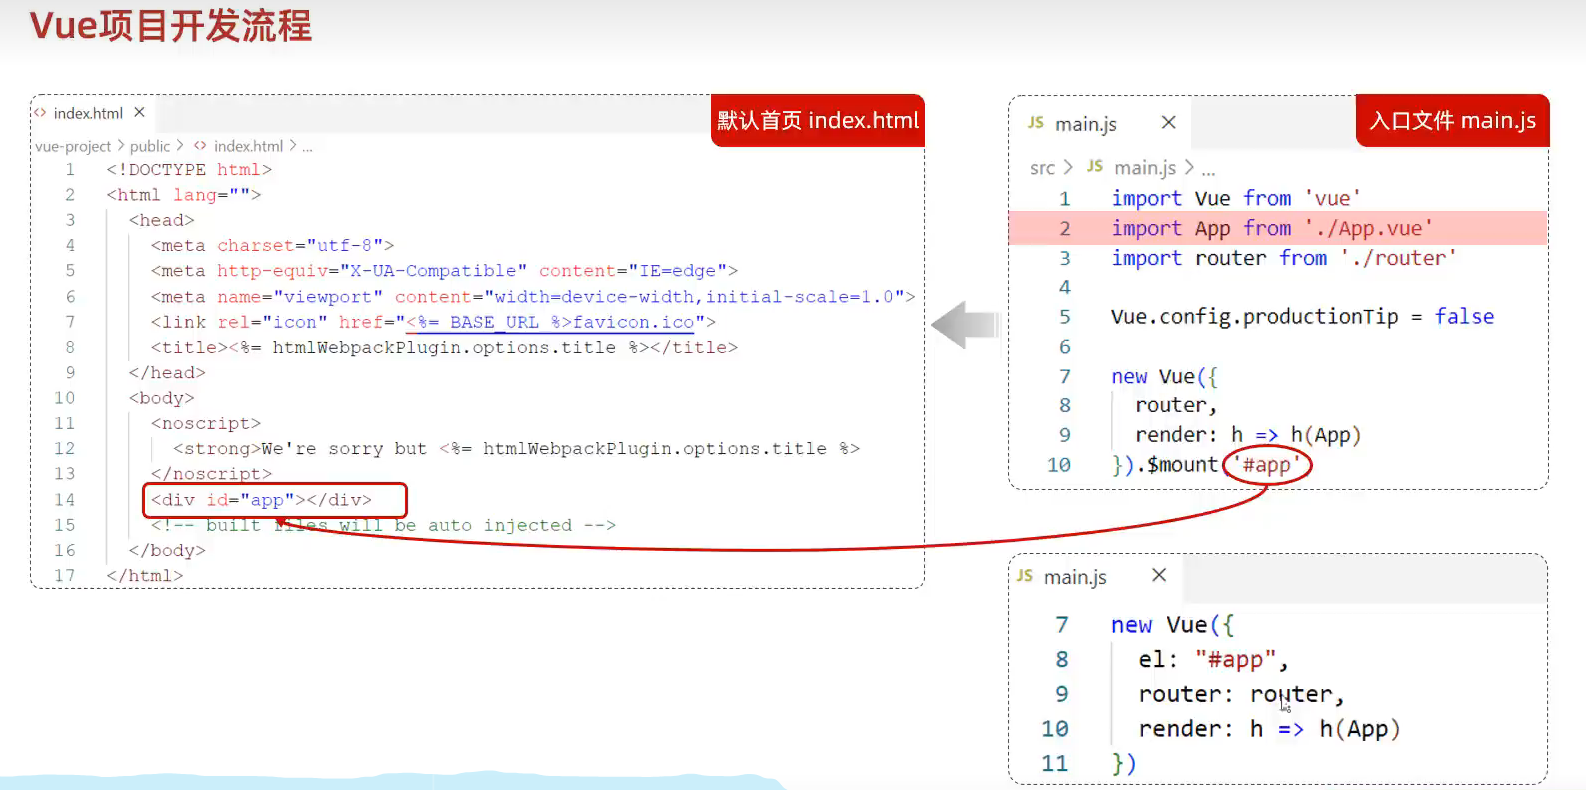 Vue项目开发流程
index.html ×
默认首页 index.html
vue-project > public > <> index.html > ...
1 <!DOCTYPE html>
2 <html lang="">
3 <head>
4 <meta charset="utf-8">
5 <meta http-equiv="X-UA-Compatible" content="IE=edge">
6 <meta name="viewport" content="width=device-width,initial-scale=1.0">
7 <link rel="icon" href="<%= BASE_URL %>favicon.ico">
8 <title><%= htmlWebpackPlugin.options.title %></title>
9 </head>
10 <body>
11 <noscript>
12 <strong>We're sorry but <%= htmlWebpackPlugin.options.title %>
13 </noscript>
14 <div id="app"></div>
15 <!-- built files will be auto injected -->
16 </body>
17 </html>
JS main.js ×
入口文件 main.js
src > JS main.js > ...
1 import Vue from 'vue'
2 import App from './App.vue'
3 import router from './router'
4
5 Vue.config.productionTip = false
6
7 new Vue({
8 router,
9 render: h => h(App)
10 }).$mount('#app')
JS main.js ×
7 new Vue({
8 el: "#app",
9 router: router,
10 render: h => h(App)
11 })